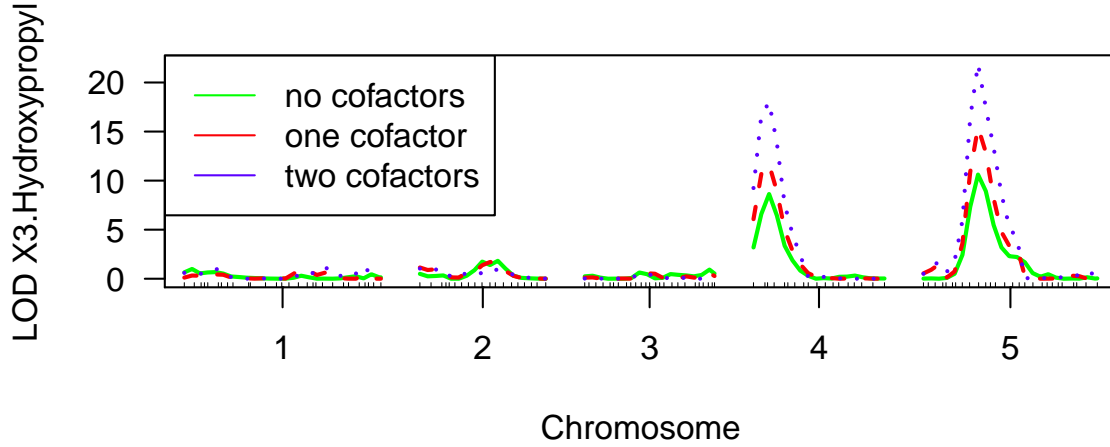 LOD X3.Hydroxypropyl
20
15
10
5
0
no cofactors
one cofactor
two cofactors
1 2 3 4 5
Chromosome